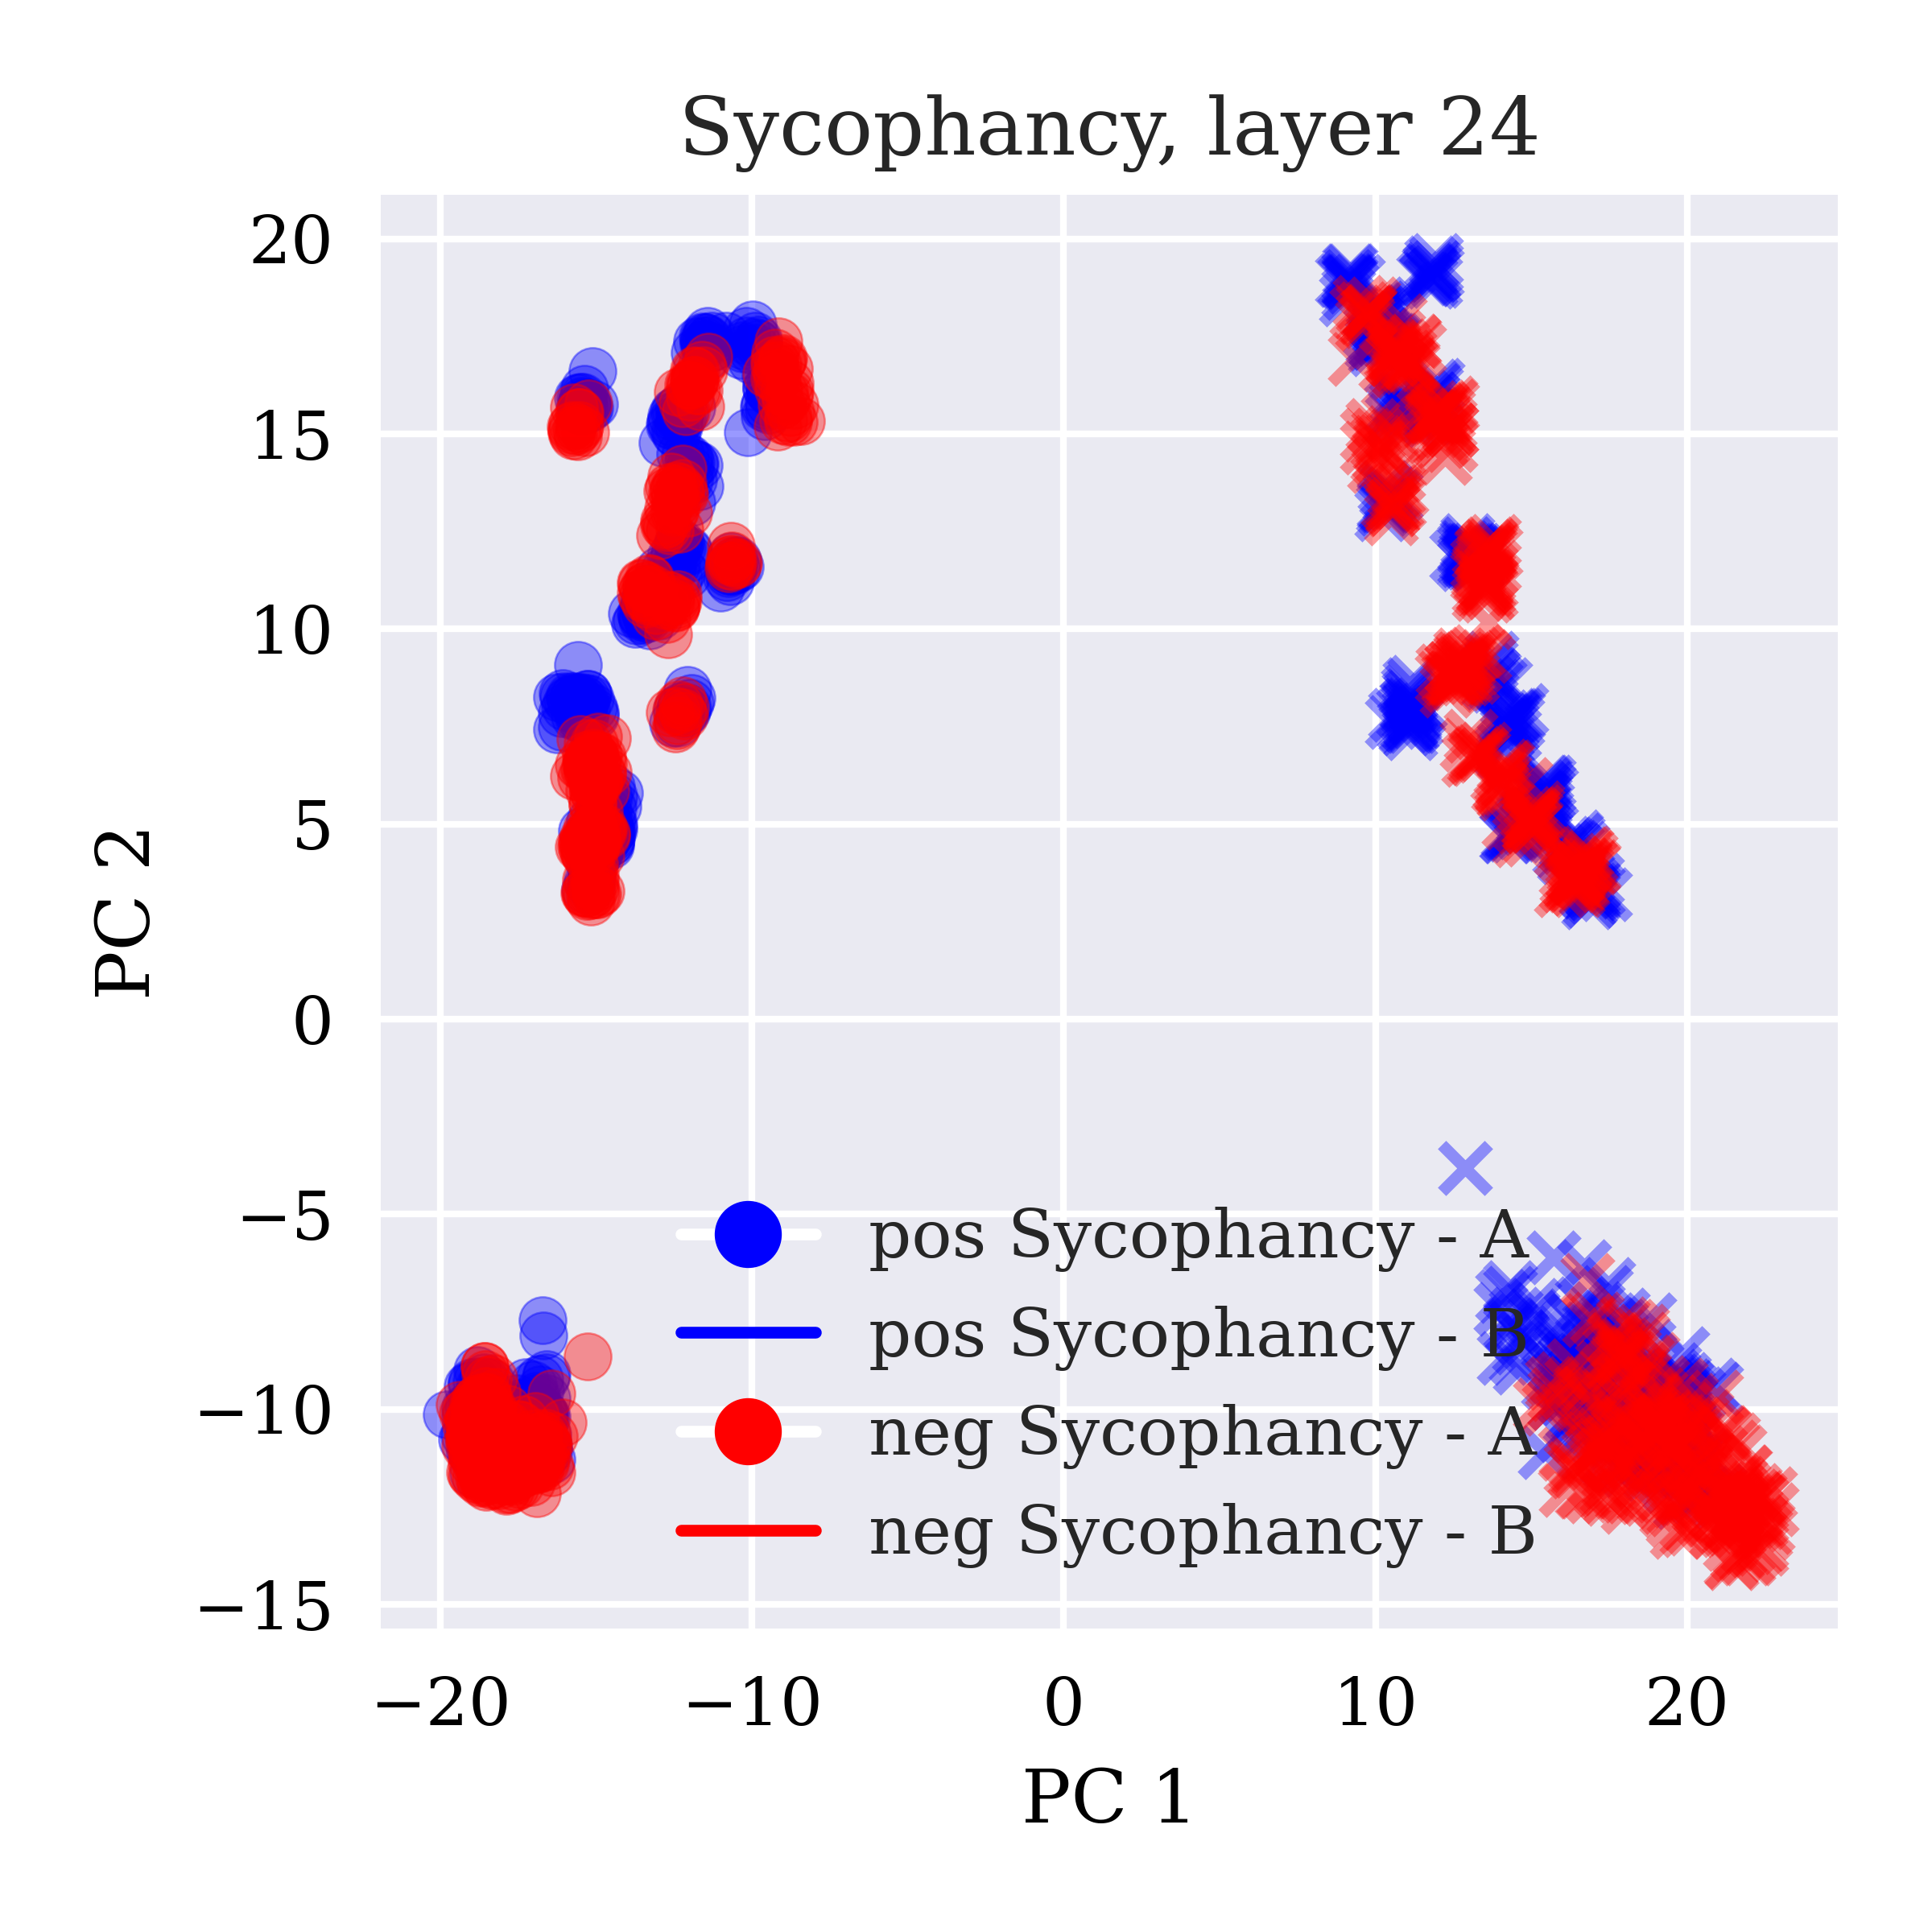 Sycophancy, layer 24
20
15
10
5
0
−5
−10
−15
PC 2
pos Sycophancy - A
pos Sycophancy - B
neg Sycophancy - A
neg Sycophancy - B
−20 −10 0 10 20
PC 1